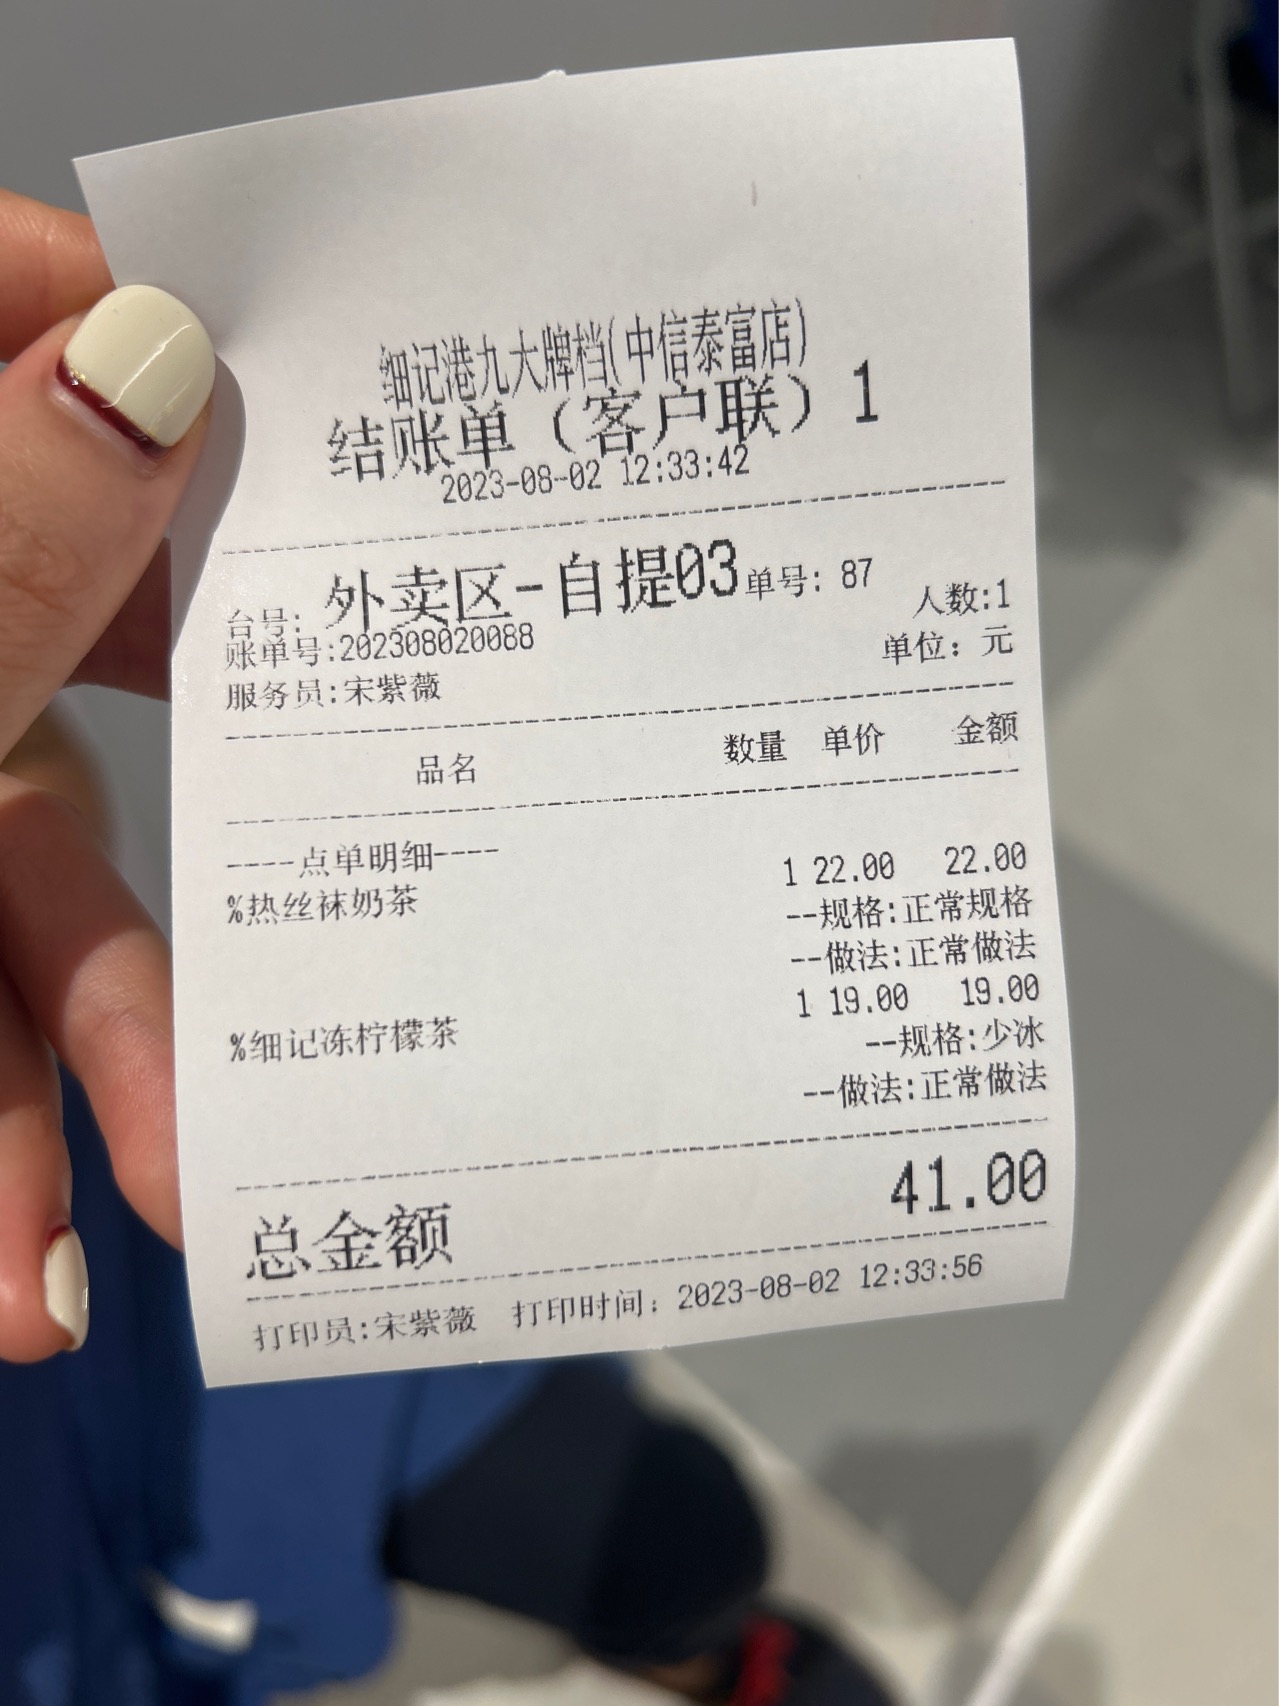 细记港九大牌档(中信泰富店)
结账单（客户联）1
2023-08-02 12:33:42
台号: 外卖区-自提03 单号: 87
人数:1
账单号:202308020088
单位: 元
服务员:宋紫薇
品名 数量 单价 金额
----点单明细----
%热丝袜奶茶 1 22.00 22.00
--规格:正常规格
--做法:正常做法
%细记冻柠檬茶 1 19.00 19.00
--规格:少冰
--做法:正常做法
总金额 41.00
打印员:宋紫薇 打印时间: 2023-08-02 12:33:56